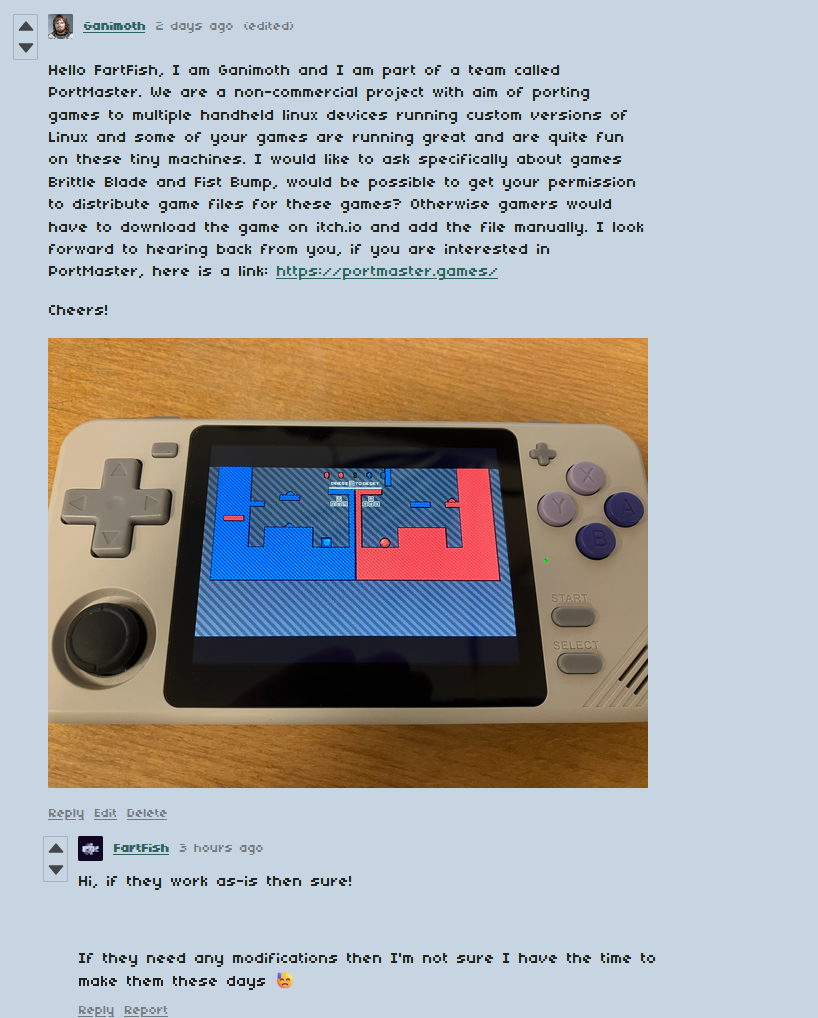 Ganimoth 2 days ago (edited)
Hello FartFish, I am Ganimoth and I am part of a team called
PortMaster. We are a non-commercial project with aim of porting
games to multiple handheld linux devices running custom versions of
Linux and some of your games are running great and are quite fun
on these tiny machines. I would like to ask specifically about games
Brittle Blade and Fist Bump, would be possible to get your permission
to distribute game files for these games? Otherwise gamers would
have to download the game on itch.io and add the file manually. I look
forward to hearing back from you, if you are interested in
PortMaster, here is a link: https://portmaster.games/
Cheers!
X
Y
A
B
START
SELECT
Reply Edit Delete
FartFish 3 hours ago
Hi, if they work as-is then sure!
If they need any modifications then I'm not sure I have the time to
make them these days
Reply Report